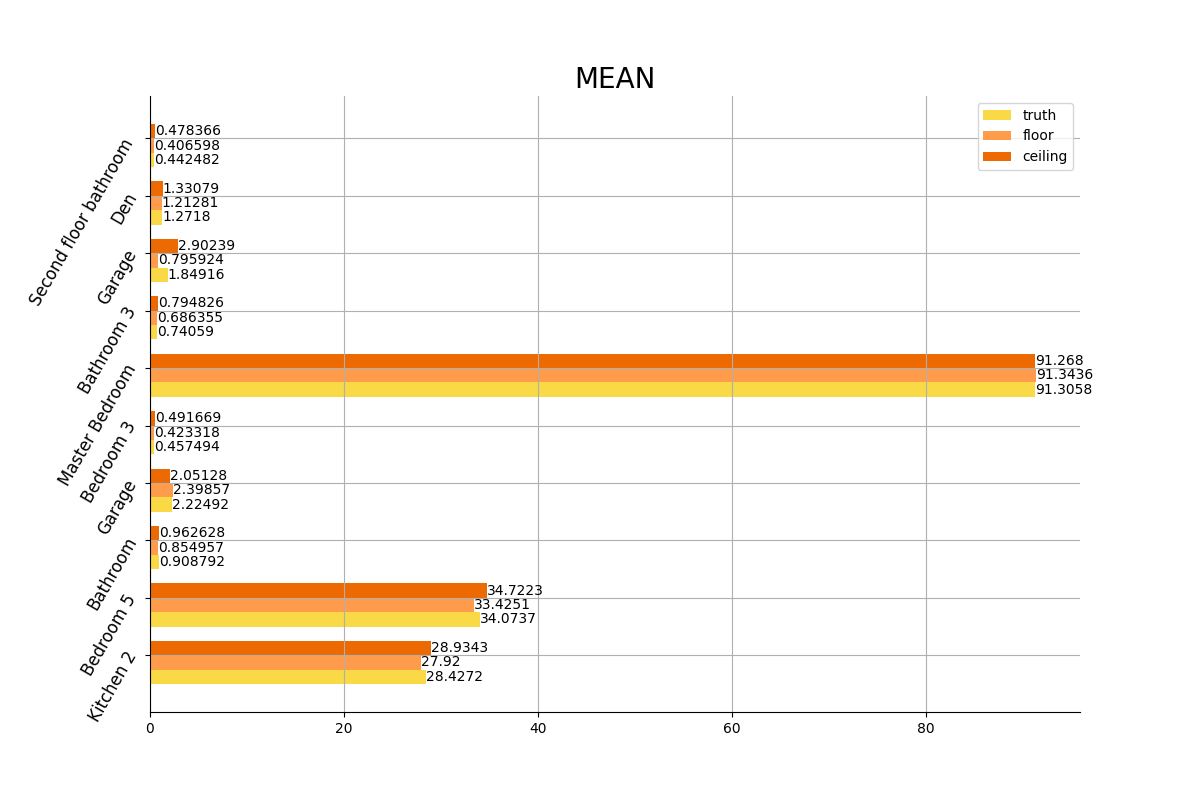 MEAN
truth
floor
ceiling
Second floor bathroom
0.478366
0.406598
0.442482
Den
1.33079
1.21281
1.2718
Garage
2.90239
0.795924
1.84916
Bathroom 3
0.794826
0.686355
0.74059
Master Bedroom
91.268
91.3436
91.3058
Bedroom 3
0.491669
0.423318
0.457494
Garage
2.05128
2.39857
2.22492
Bathroom
0.962628
0.854957
0.908792
Bedroom 5
34.7223
33.4251
34.0737
Kitchen 2
28.9343
27.92
28.4272
0 20 40 60 80